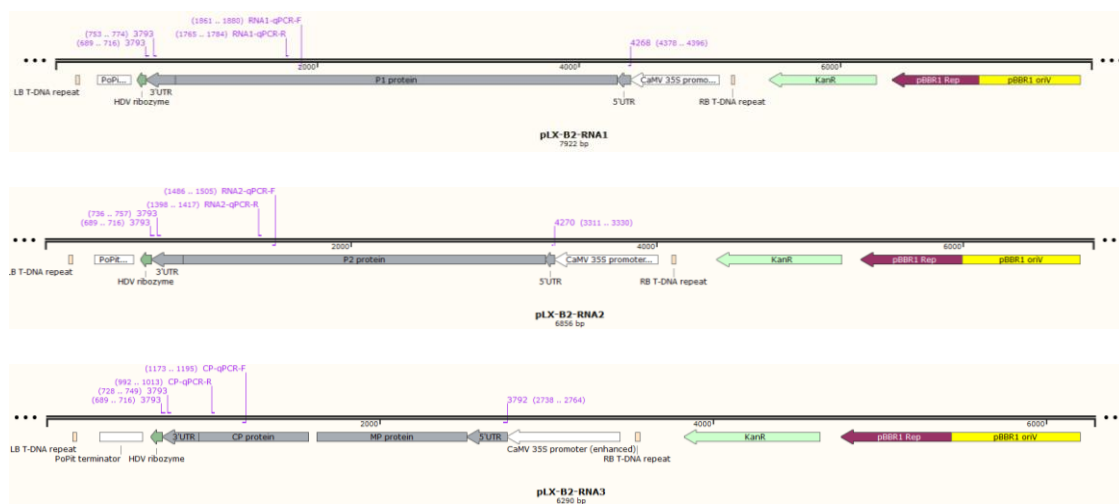 (1861 .. 1880) RNA1-qPCR-F
(753 .. 774) 3793
(1765 .. 1784) RNA1-qPCR-R
(689 .. 716) 3793
4268 (4378 .. 4396)
2000
4000
6000
PoPi...
P1 protein
CaMV 35S promo...
KanR
pBBR1 Rep
pBBR1 oriV
LB T-DNA repeat
3'UTR
5'UTR
RB T-DNA repeat
HDV ribozyme
pLX-B2-RNA1
7922 bp
(1486 .. 1505) RNA2-qPCR-F
(1398 .. 1417) RNA2-qPCR-R
(736 .. 757) 3793
(689 .. 716) 3793
4270 (3311 .. 3330)
2000
4000
6000
PoPit...
P2 protein
CaMV 35S promoter...
KanR
pBBR1 Rep
pBBR1 oriV
LB T-DNA repeat
3'UTR
5'UTR
RB T-DNA repeat
HDV ribozyme
pLX-B2-RNA2
6856 bp
(1173 .. 1195) CP-qPCR-F
(992 .. 1013) CP-qPCR-R
(728 .. 749) 3793
(689 .. 716) 3793
3792 (2738 .. 2764)
2000
4000
6000
3'UTR
CP protein
MP protein
5'UTR
KanR
pBBR1 Rep
pBBR1 oriV
LB T-DNA repeat
HDV ribozyme
CaMV 35S promoter (enhanced)
PoPit terminator
RB T-DNA repeat
pLX-B2-RNA3
6290 bp